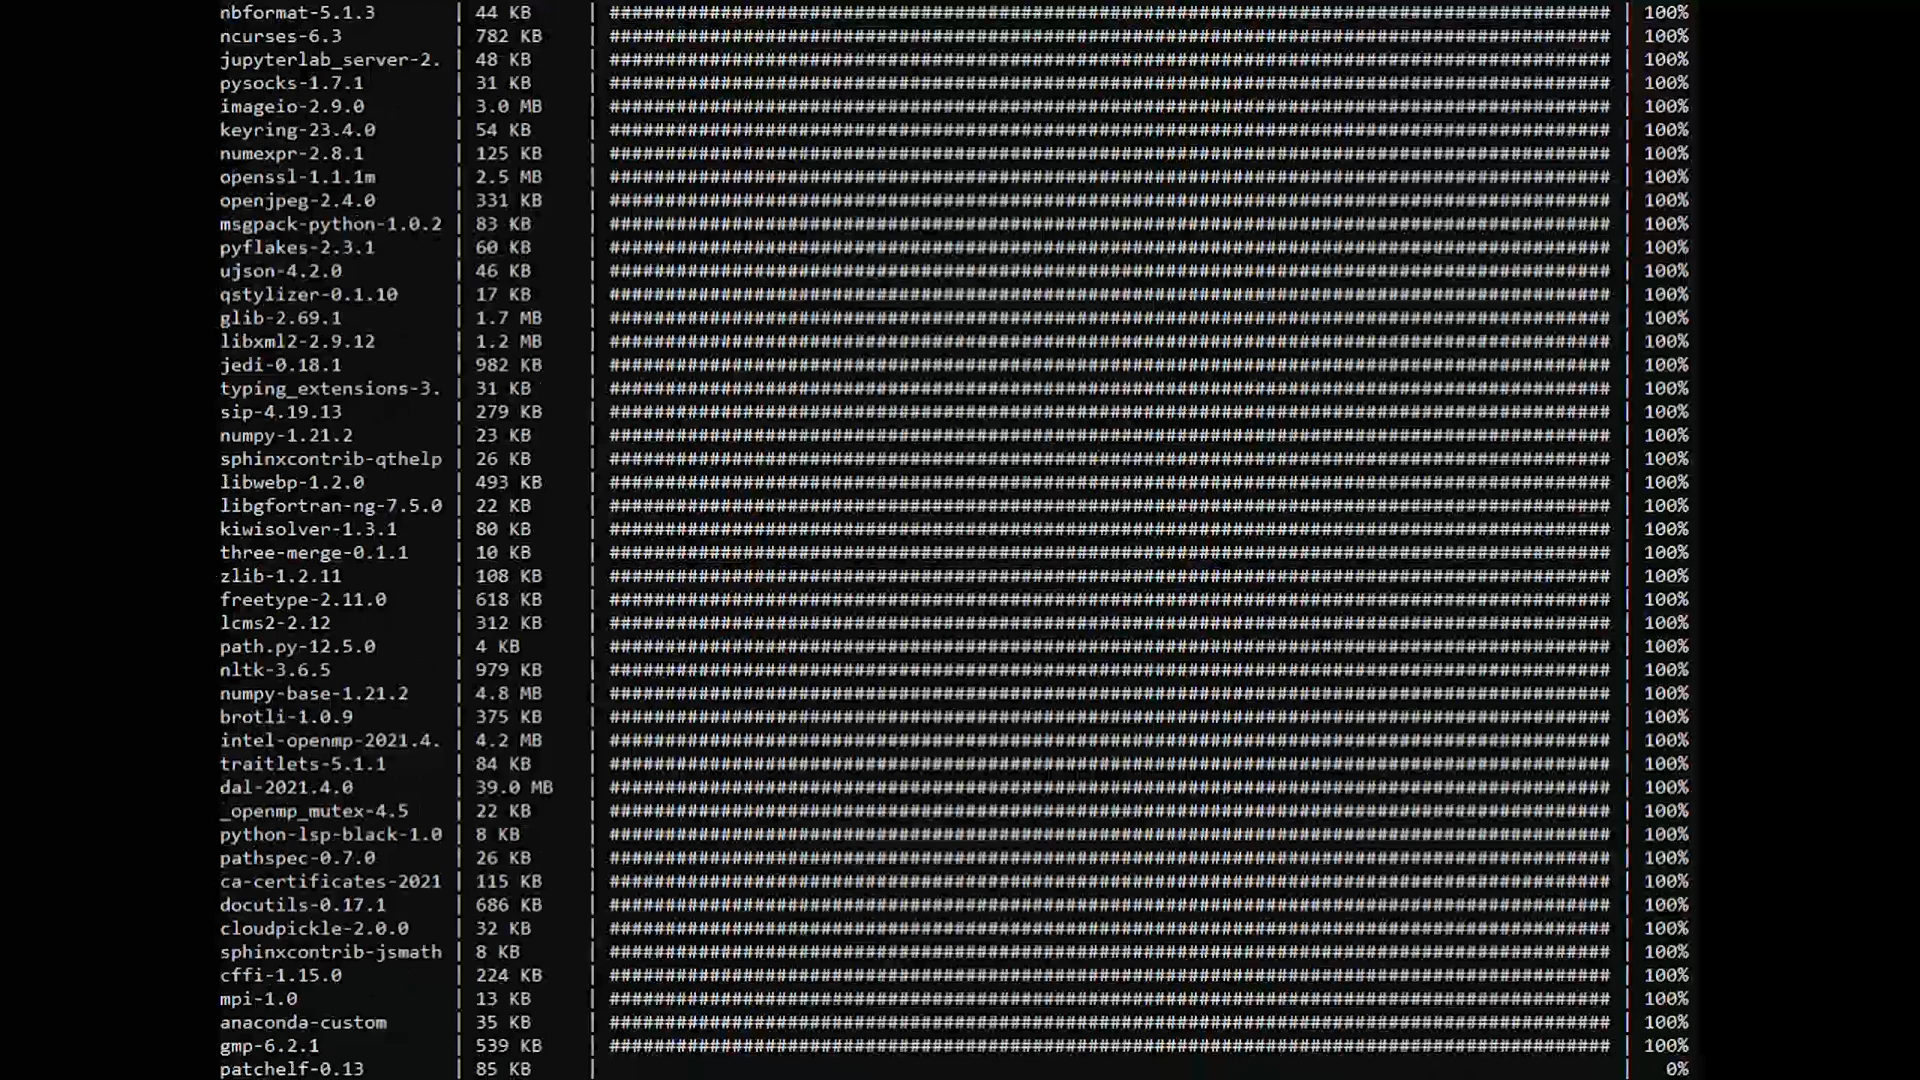 nbformat-5.1.3 | 44 KB | ########################################################################################## | 100%
ncurses-6.3 | 782 KB | ########################################################################################## | 100%
jupyterlab_server-2. | 48 KB | ########################################################################################## | 100%
pysocks-1.7.1 | 31 KB | ########################################################################################## | 100%
imageio-2.9.0 | 3.0 MB | ########################################################################################## | 100%
keyring-23.4.0 | 54 KB | ########################################################################################## | 100%
numexpr-2.8.1 | 125 KB | ########################################################################################## | 100%
openssl-1.1.1m | 2.5 MB | ########################################################################################## | 100%
openjpeg-2.4.0 | 331 KB | ########################################################################################## | 100%
msgpack-python-1.0.2 | 83 KB | ########################################################################################## | 100%
pyflakes-2.3.1 | 60 KB | ########################################################################################## | 100%
ujson-4.2.0 | 46 KB | ########################################################################################## | 100%
qstylizer-0.1.10 | 17 KB | ########################################################################################## | 100%
glib-2.69.1 | 1.7 MB | ########################################################################################## | 100%
libxml2-2.9.12 | 1.2 MB | ########################################################################################## | 100%
jedi-0.18.1 | 982 KB | ########################################################################################## | 100%
typing_extensions-3. | 31 KB | ########################################################################################## | 100%
sip-4.19.13 | 279 KB | ########################################################################################## | 100%
numpy-1.21.2 | 23 KB | ########################################################################################## | 100%
sphinxcontrib-qthelp | 26 KB | ########################################################################################## | 100%
libwebp-1.2.0 | 493 KB | ########################################################################################## | 100%
libgfortran-ng-7.5.0 | 22 KB | ########################################################################################## | 100%
kiwisolver-1.3.1 | 80 KB | ########################################################################################## | 100%
three-merge-0.1.1 | 10 KB | ########################################################################################## | 100%
zlib-1.2.11 | 108 KB | ########################################################################################## | 100%
freetype-2.11.0 | 618 KB | ########################################################################################## | 100%
lcms2-2.12 | 312 KB | ########################################################################################## | 100%
path.py-12.5.0 | 4 KB | ########################################################################################## | 100%
nltk-3.6.5 | 979 KB | ########################################################################################## | 100%
numpy-base-1.21.2 | 4.8 MB | ########################################################################################## | 100%
brotli-1.0.9 | 375 KB | ########################################################################################## | 100%
intel-openmp-2021.4. | 4.2 MB | ########################################################################################## | 100%
traitlets-5.1.1 | 84 KB | ########################################################################################## | 100%
dal-2021.4.0 | 39.0 MB | ########################################################################################## | 100%
_openmp_mutex-4.5 | 22 KB | ########################################################################################## | 100%
python-lsp-black-1.0 | 8 KB | ########################################################################################## | 100%
pathspec-0.7.0 | 26 KB | ########################################################################################## | 100%
ca-certificates-2021 | 115 KB | ########################################################################################## | 100%
docutils-0.17.1 | 686 KB | ########################################################################################## | 100%
cloudpickle-2.0.0 | 32 KB | ########################################################################################## | 100%
sphinxcontrib-jsmath | 8 KB | ########################################################################################## | 100%
cffi-1.15.0 | 224 KB | ########################################################################################## | 100%
mpi-1.0 | 13 KB | ########################################################################################## | 100%
anaconda-custom | 35 KB | ########################################################################################## | 100%
gmp-6.2.1 | 539 KB | ########################################################################################## | 100%
patchelf-0.13 | 85 KB | | 0%